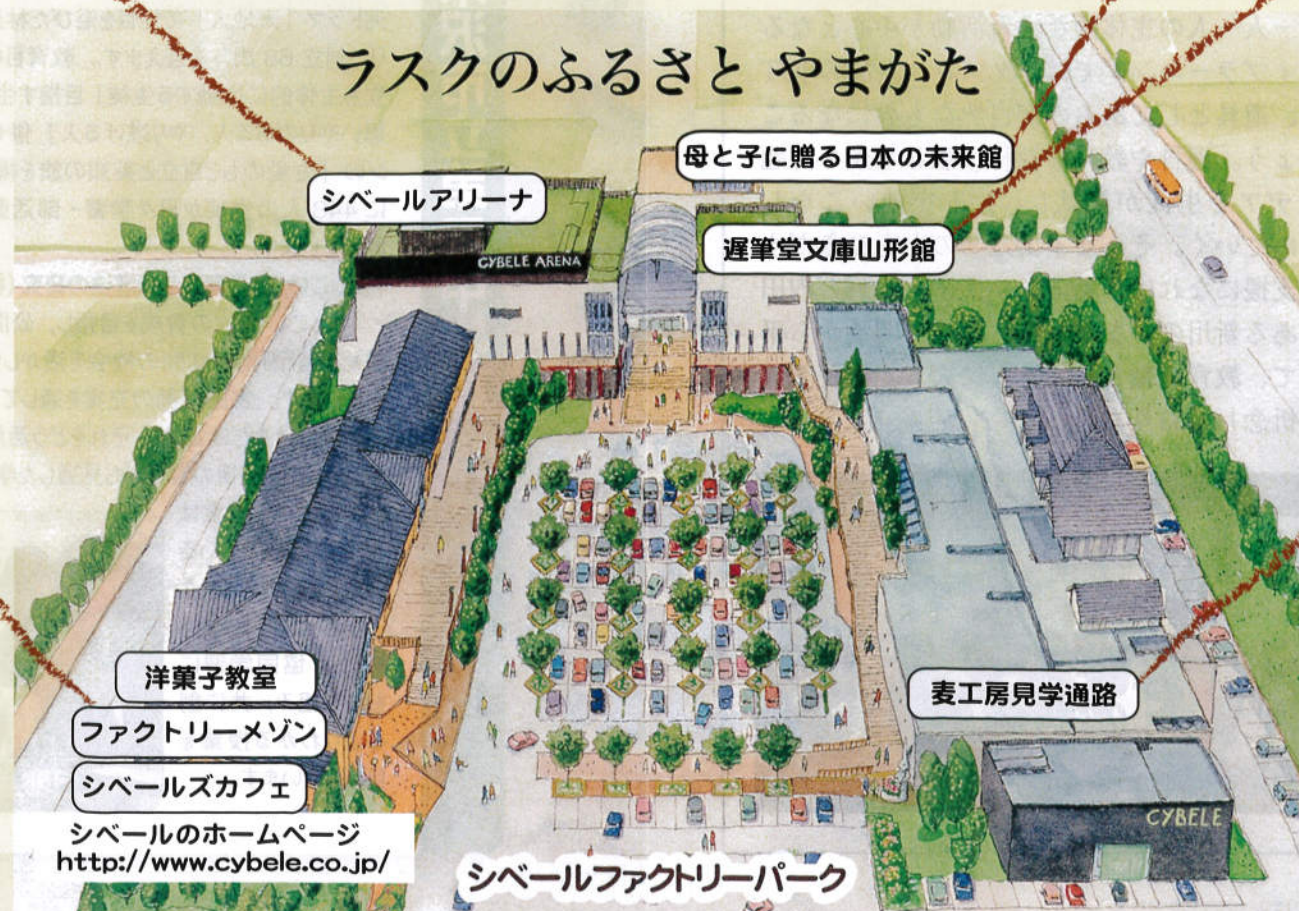 ラスクのふるさと やまがた
母と子に贈る日本の未来館
シベールアリーナ
遅筆堂文庫山形館
CYBELE ARENA
洋菓子教室
ファクトリーメゾン
シベールズカフェ
麦工房見学通路
CYBELE
シベールのホームページ
http://www.cybele.co.jp/
シベールファクトリーパーク